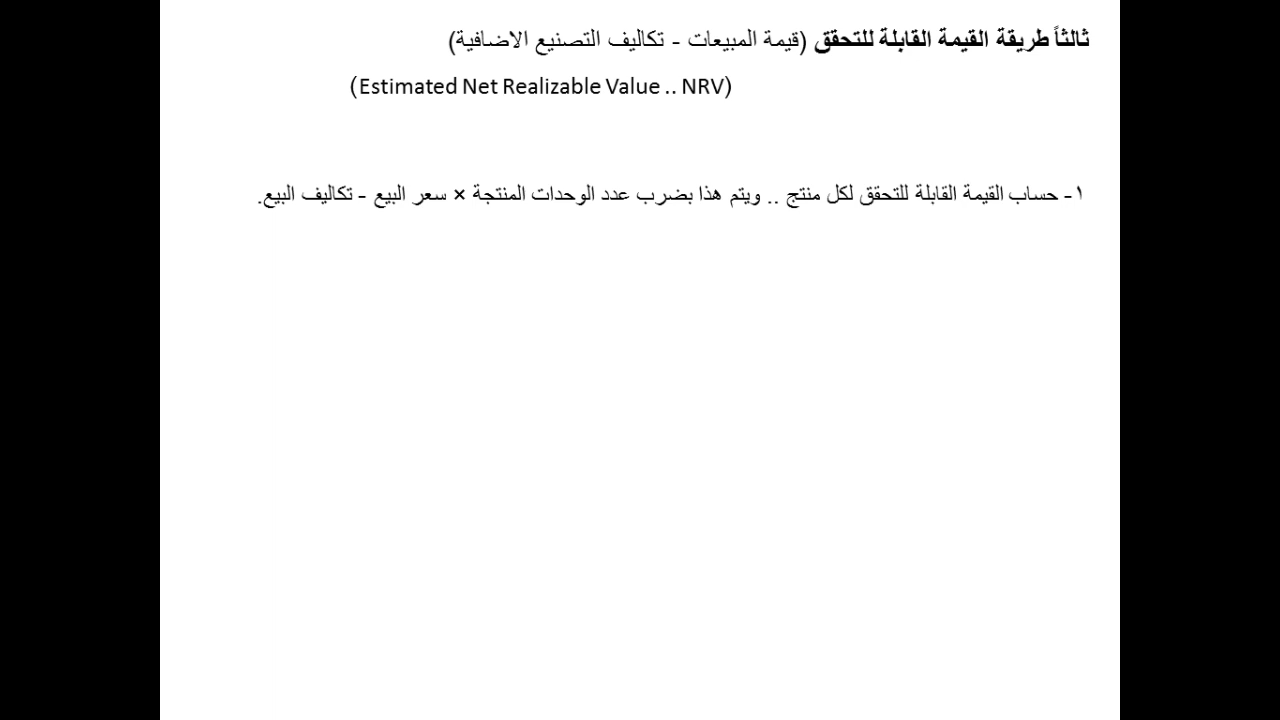 ثالثاً طريقة القيمة القابلة للتحقق (قيمة المبيعات - تكاليف التصنيع الاضافية)
(Estimated Net Realizable Value .. NRV)
١- حساب القيمة القابلة للتحقق لكل منتج .. ويتم هذا بضرب عدد الوحدات المنتجة × سعر البيع - تكاليف البيع.